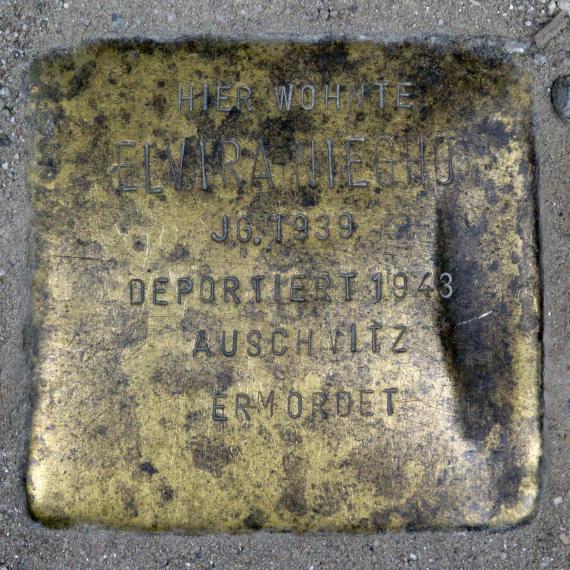 HIER WOHNTE
ELVIRA NIEGHO
JG. 1939
DEPORTIERT 1943
AUSCHWITZ
ERMORDET